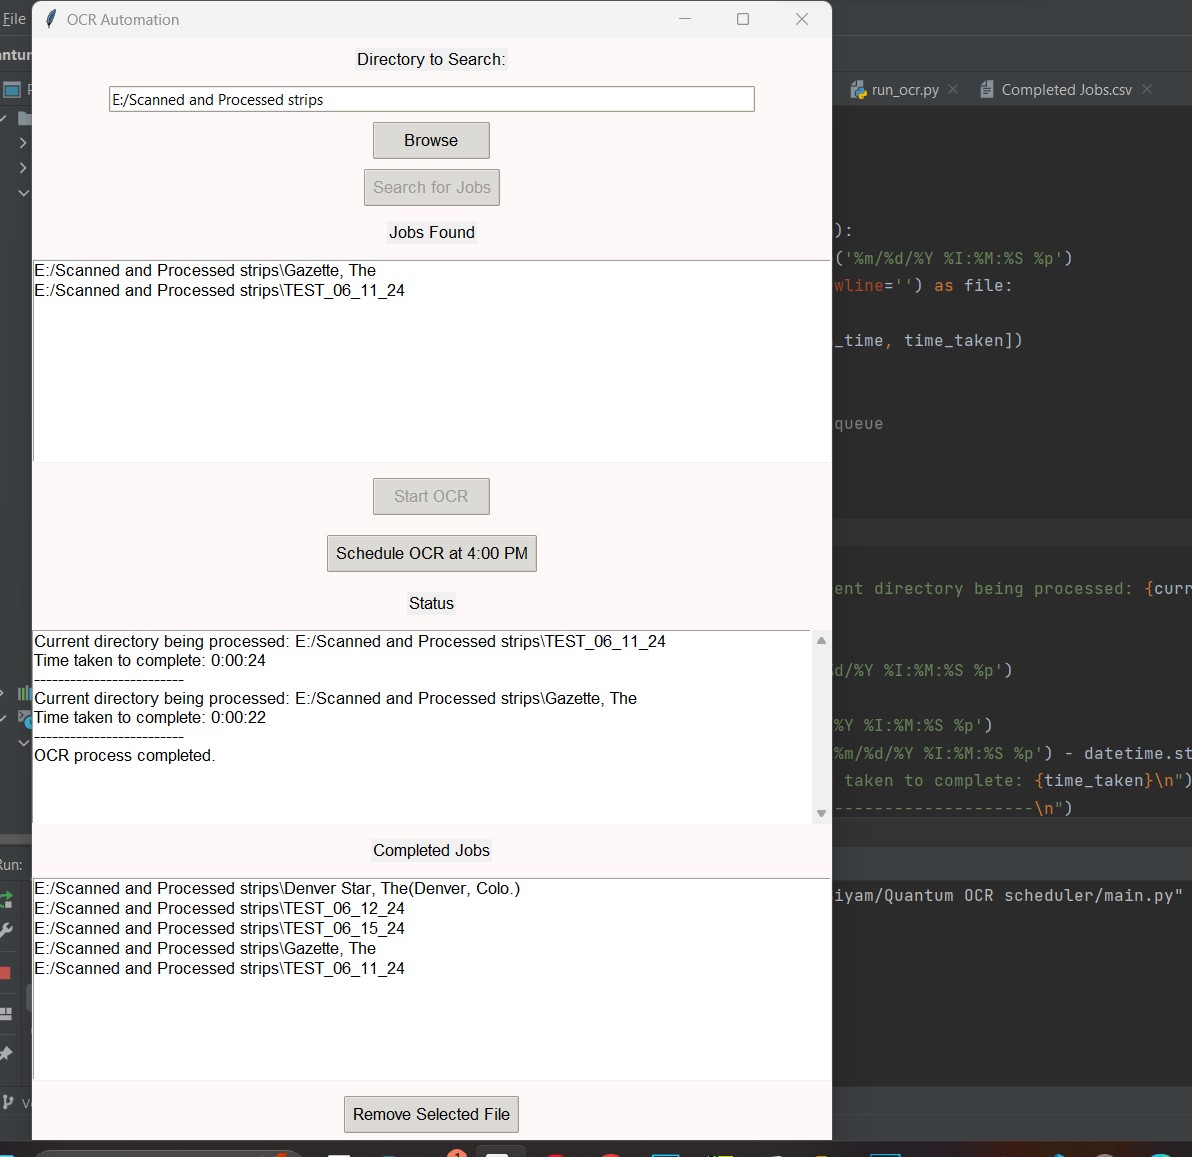 File
OCR Automation
Directory to Search:
E:/Scanned and Processed strips
run_ocr.py
Completed Jobs.csv
Browse
Search for Jobs
Jobs Found
):
E:/Scanned and Processed strips\Gazette, The
('%m/%d/%Y %I:%M:%S %p')
E:/Scanned and Processed strips\TEST_06_11_24
wline='') as file:
_time, time_taken])
queue
Start OCR
Schedule OCR at 4:00 PM
ent directory being processed: {curr
Status
Current directory being processed: E:/Scanned and Processed strips\TEST_06_11_24
Time taken to complete: 0:00:24
-------------------------
d/%Y %I:%M:%S %p')
Current directory being processed: E:/Scanned and Processed strips\Gazette, The
Time taken to complete: 0:00:22
%Y %I:%M:%S %p')
-------------------------
OCR process completed.
%m/%d/%Y %I:%M:%S %p') - datetime.st
taken to complete: {time_taken}\n")
---------------------\n")
Completed Jobs
Run:
E:/Scanned and Processed strips\Denver Star, The(Denver, Colo.)
iyam/Quantum OCR scheduler/main.py"
E:/Scanned and Processed strips\TEST_06_12_24
E:/Scanned and Processed strips\TEST_06_15_24
E:/Scanned and Processed strips\Gazette, The
E:/Scanned and Processed strips\TEST_06_11_24
Remove Selected File